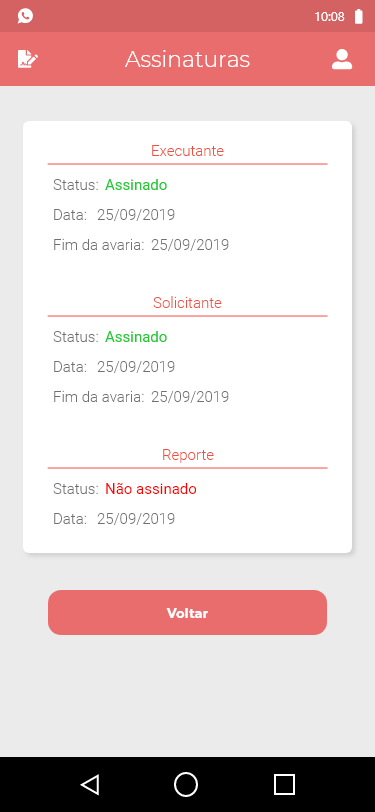 10:08
Assinaturas
Executante
Status: Assinado
Data: 25/09/2019
Fim da avaria: 25/09/2019
Solicitante
Status: Assinado
Data: 25/09/2019
Fim da avaria: 25/09/2019
Reporte
Status: Não assinado
Data: 25/09/2019
Voltar